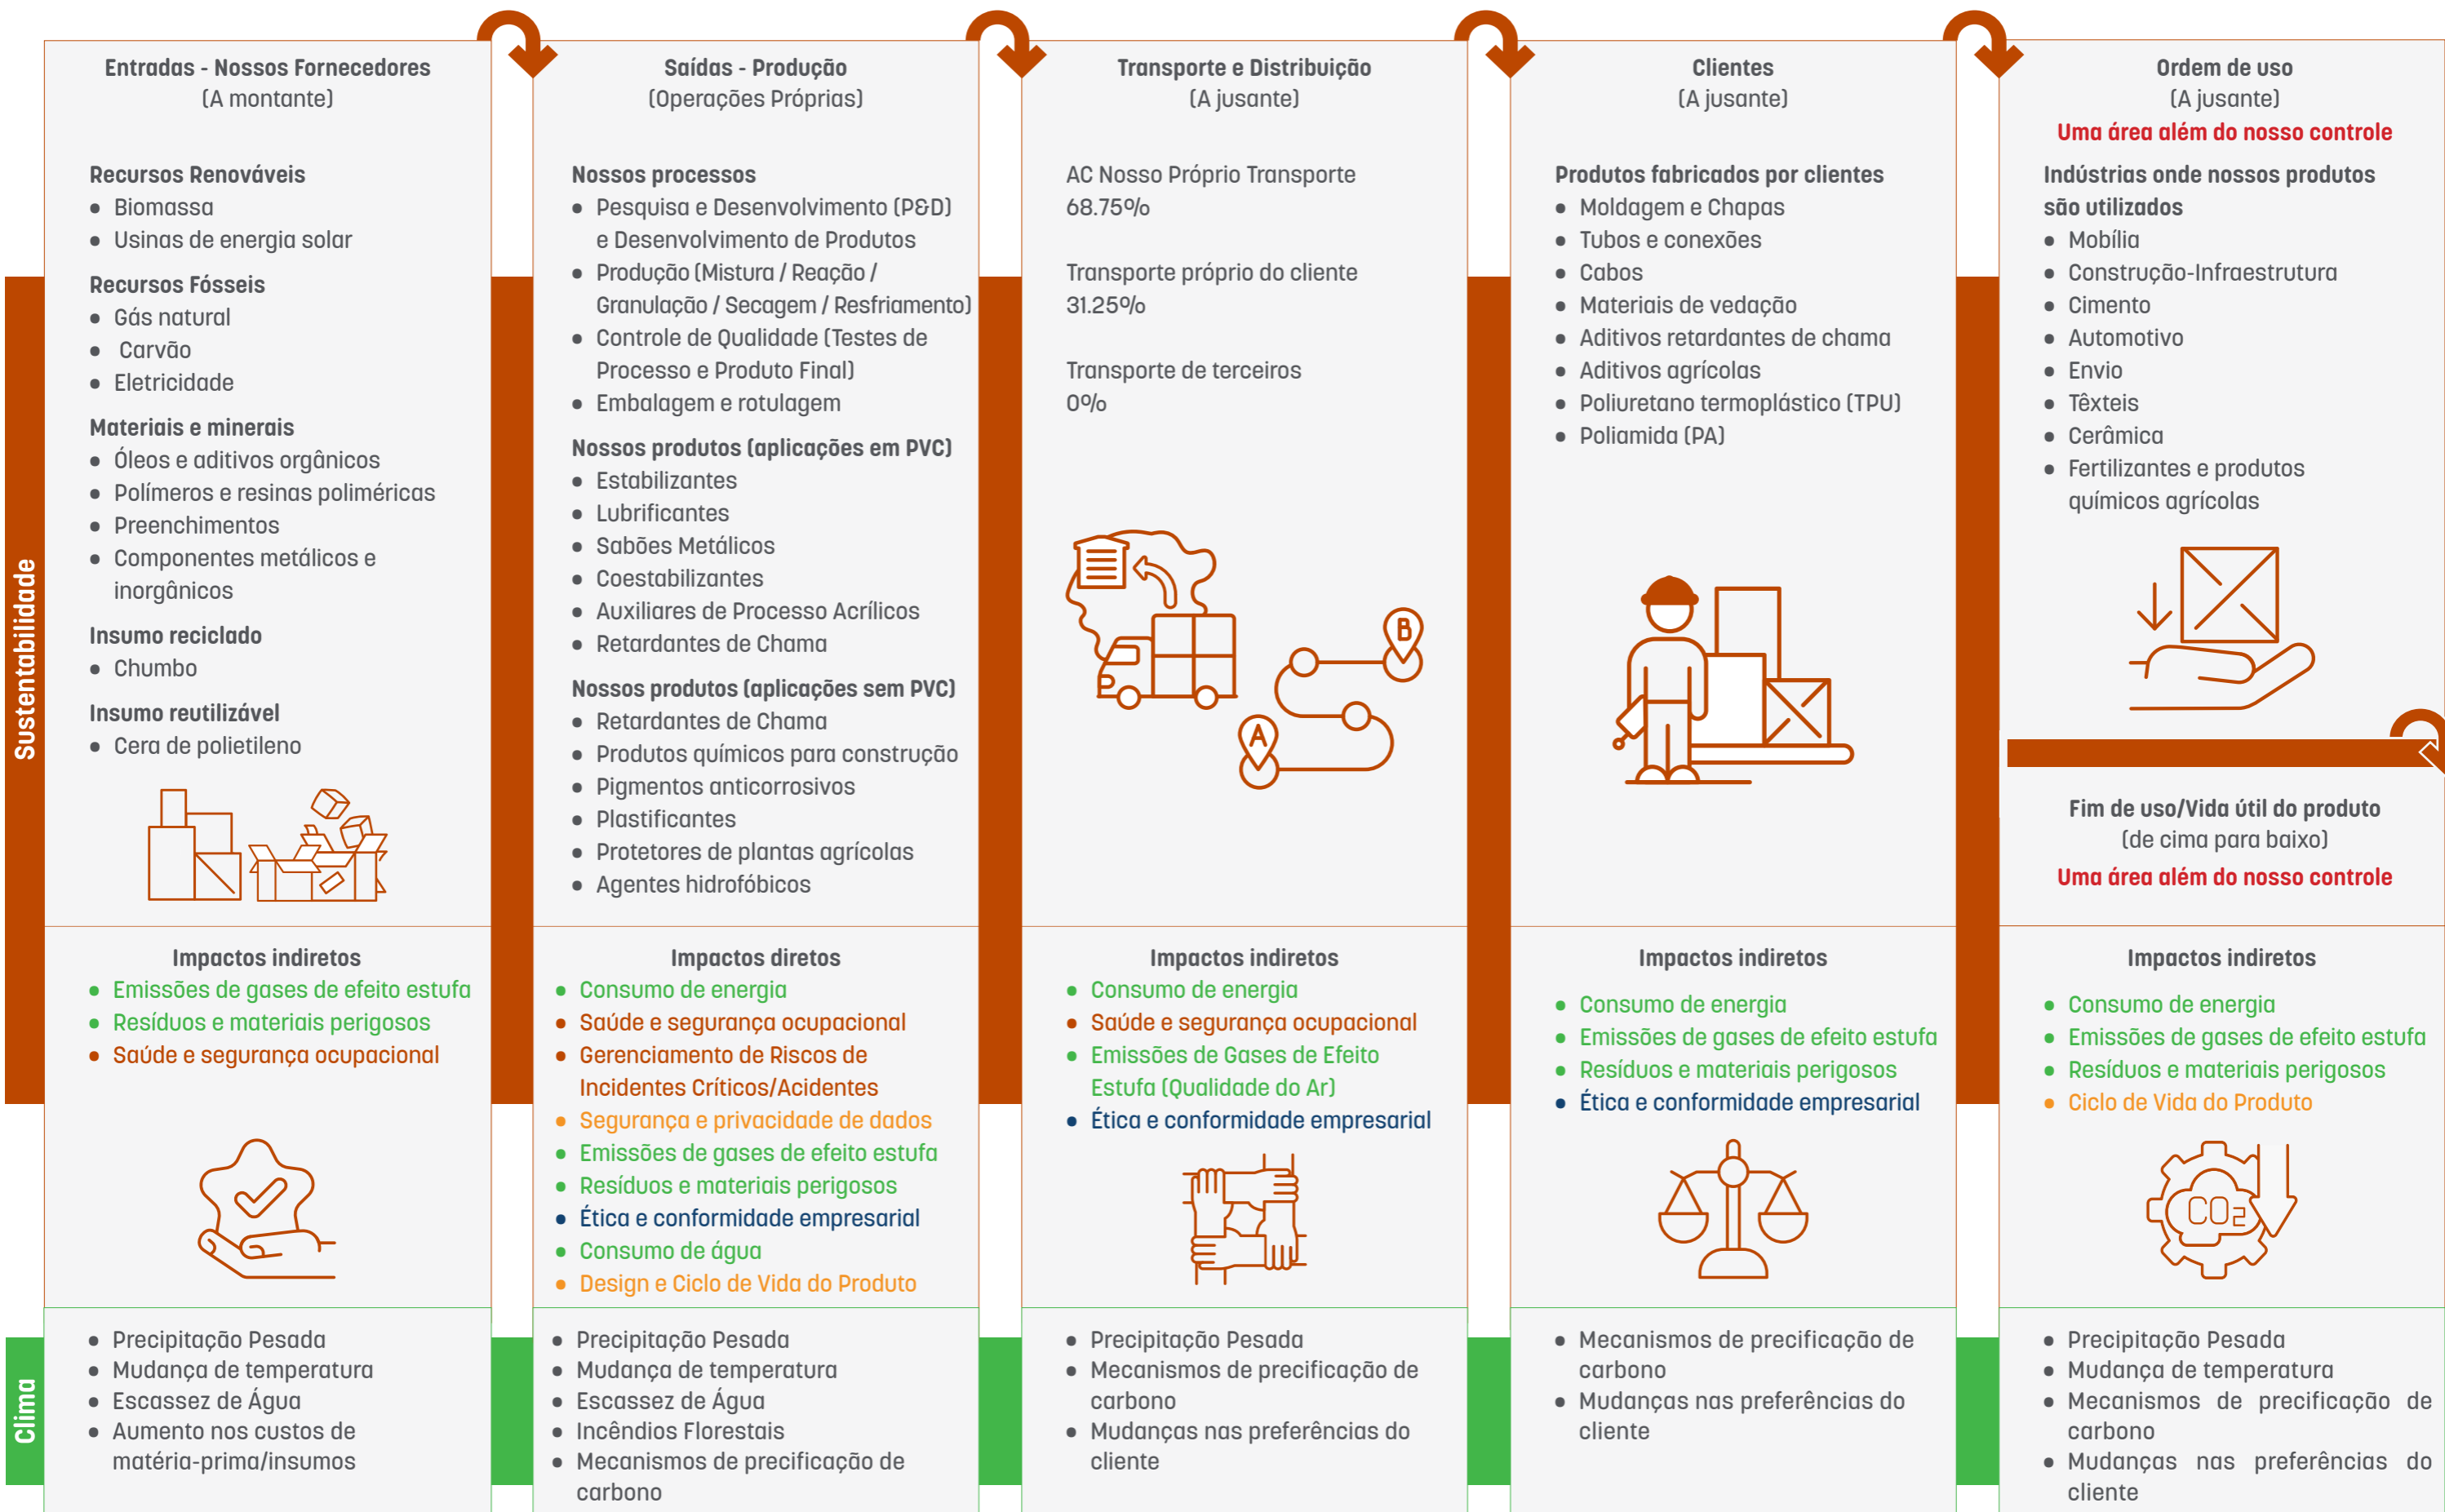 Sustentabilidade
Clima
Entradas - Nossos Fornecedores
(A montante)
Recursos Renováveis
• Biomassa
• Usinas de energia solar
Recursos Fósseis
• Gás natural
• Carvão
• Eletricidade
Materiais e minerais
• Óleos e aditivos orgânicos
• Polímeros e resinas poliméricas
• Preenchimentos
• Componentes metálicos e
inorgânicos
Insumo reciclado
• Chumbo
Insumo reutilizável
• Cera de polietileno
Impactos indiretos
• Emissões de gases de efeito estufa
• Resíduos e materiais perigosos
• Saúde e segurança ocupacional
• Precipitação Pesada
• Mudança de temperatura
• Escassez de Água
• Aumento nos custos de
matéria-prima/insumos
Saídas - Produção
(Operações Próprias)
Nossos processos
• Pesquisa e Desenvolvimento (P&D)
e Desenvolvimento de Produtos
• Produção (Mistura / Reação /
Granulação / Secagem / Resfriamento)
• Controle de Qualidade (Testes de
Processo e Produto Final)
• Embalagem e rotulagem
Nossos produtos (aplicações em PVC)
• Estabilizantes
• Lubrificantes
• Sabões Metálicos
• Coestabilizantes
• Auxiliares de Processo Acrílicos
• Retardantes de Chama
Nossos produtos (aplicações sem PVC)
• Retardantes de Chama
• Produtos químicos para construção
• Pigmentos anticorrosivos
• Plastificantes
• Protetores de plantas agrícolas
• Agentes hidrofóbicos
Impactos diretos
• Consumo de energia
• Saúde e segurança ocupacional
• Gerenciamento de Riscos de
Incidentes Críticos/Acidentes
• Segurança e privacidade de dados
• Emissões de gases de efeito estufa
• Resíduos e materiais perigosos
• Ética e conformidade empresarial
• Consumo de água
• Design e Ciclo de Vida do Produto
• Precipitação Pesada
• Mudança de temperatura
• Escassez de Água
• Incêndios Florestais
• Mecanismos de precificação de
carbono
Transporte e Distribuição
(A jusante)
AC Nosso Próprio Transporte
68.75%
Transporte próprio do cliente
31.25%
Transporte de terceiros
0%
B
A
Impactos indiretos
• Consumo de energia
• Saúde e segurança ocupacional
• Emissões de Gases de Efeito
Estufa (Qualidade do Ar)
• Ética e conformidade empresarial
• Precipitação Pesada
• Mecanismos de precificação de
carbono
• Mudanças nas preferências do
cliente
Clientes
(A jusante)
Produtos fabricados por clientes
• Moldagem e Chapas
• Tubos e conexões
• Cabos
• Materiais de vedação
• Aditivos retardantes de chama
• Aditivos agrícolas
• Poliuretano termoplástico (TPU)
• Poliamida (PA)
Impactos indiretos
• Consumo de energia
• Emissões de gases de efeito estufa
• Resíduos e materiais perigosos
• Ética e conformidade empresarial
• Mecanismos de precificação de
carbono
• Mudanças nas preferências do
cliente
Ordem de uso
(A jusante)
Uma área além do nosso controle
Indústrias onde nossos produtos
são utilizados
• Mobília
• Construção-Infraestrutura
• Cimento
• Automotivo
• Envio
• Têxteis
• Cerâmica
• Fertilizantes e produtos
químicos agrícolas
Fim de uso/Vida útil do produto
(de cima para baixo)
Uma área além do nosso controle
Impactos indiretos
• Consumo de energia
• Emissões de gases de efeito estufa
• Resíduos e materiais perigosos
• Ciclo de Vida do Produto
CO2
• Precipitação Pesada
• Mudança de temperatura
• Mecanismos de precificação de
carbono
• Mudanças nas preferências do
cliente